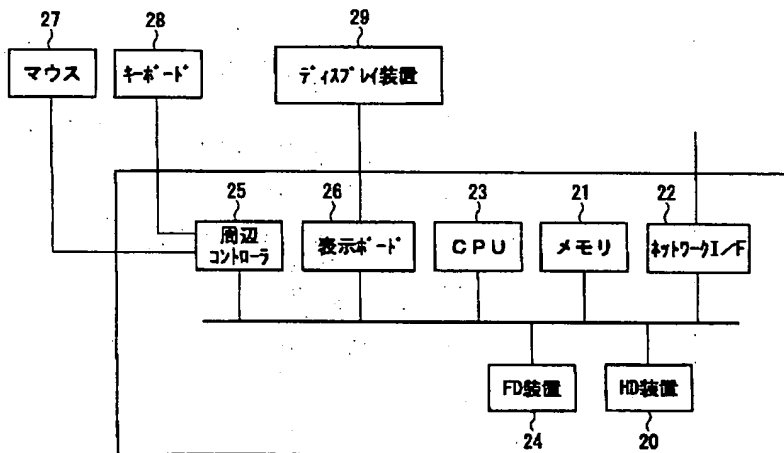 27
28
29
マウス
キーボード
ディスプレイ装置
25
26
23
21
22
周辺
コントローラ
表示ボード
CPU
メモリ
ネットワークI/F
FD装置
HD装置
24
20